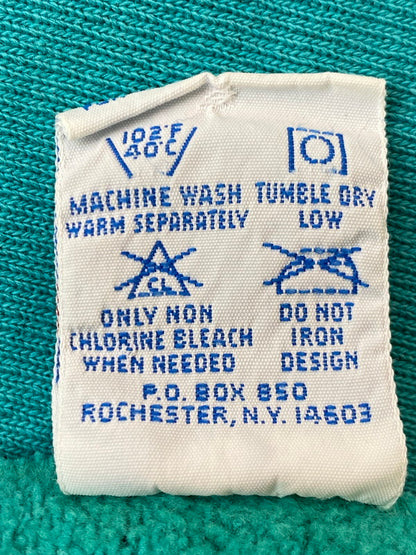 102°F
40°C
MACHINE WASH
WARM SEPARATELY
TUMBLE DRY
LOW
CL
ONLY NON
CHLORINE BLEACH
WHEN NEEDED
DO NOT
IRON
DESIGN
P.O. BOX 850
ROCHESTER, N.Y. 14603